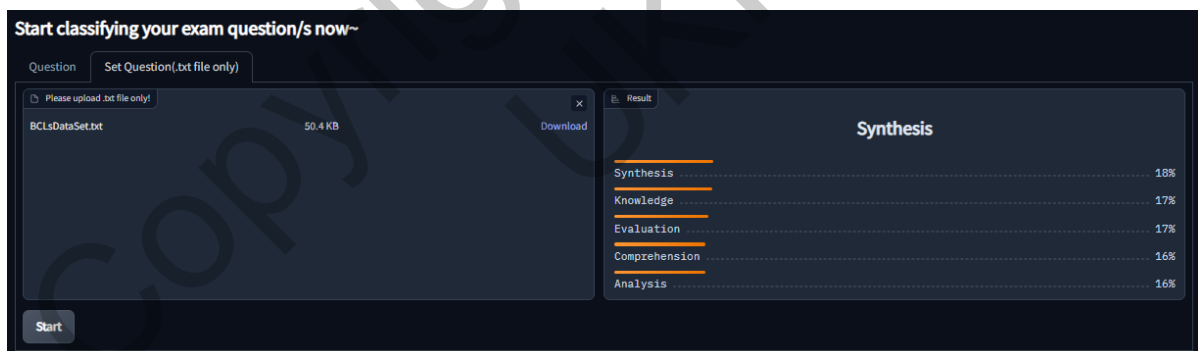 Start classifying your exam question/s now~
Question Set Question(.txt file only)
Please upload .txt file only! ×
BCLsDataSet.txt 50.4 KB Download
Result
Synthesis
Synthesis 18%
Knowledge 17%
Evaluation 17%
Comprehension 16%
Analysis 16%
Start